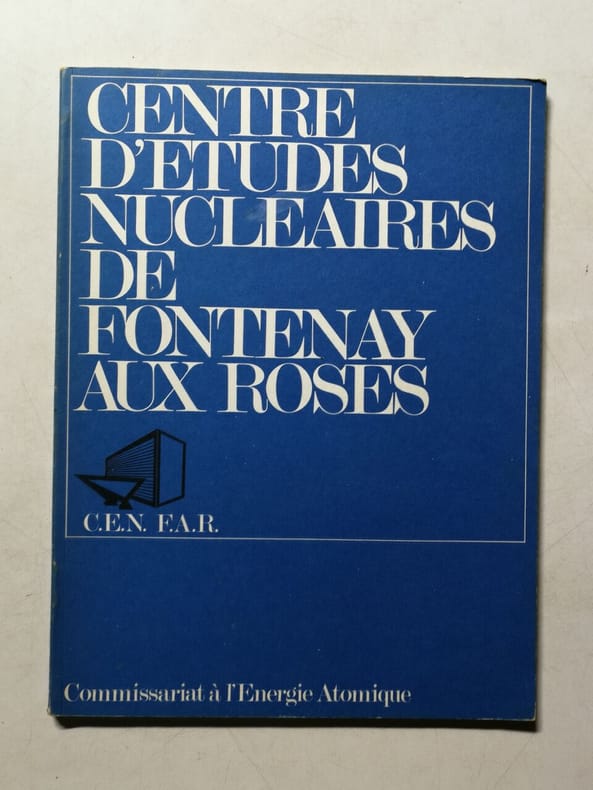 CENTRE
D'ETUDES
NUCLEAIRES
DE
FONTENAY
AUX ROSES
C.E.N. F.A.R.
Commissariat à l'Energie Atomique